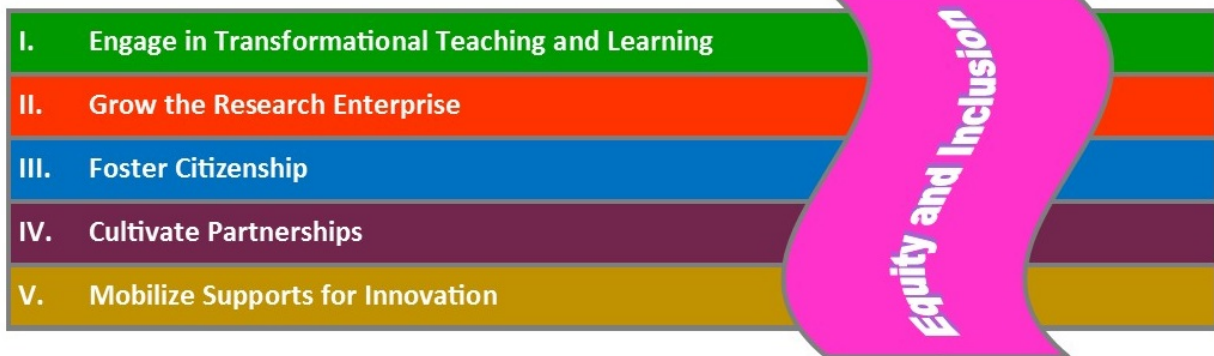 I. Engage in Transformational Teaching and Learning
II. Grow the Research Enterprise
III. Foster Citizenship
IV. Cultivate Partnerships
V. Mobilize Supports for Innovation
Equity and Inclusion